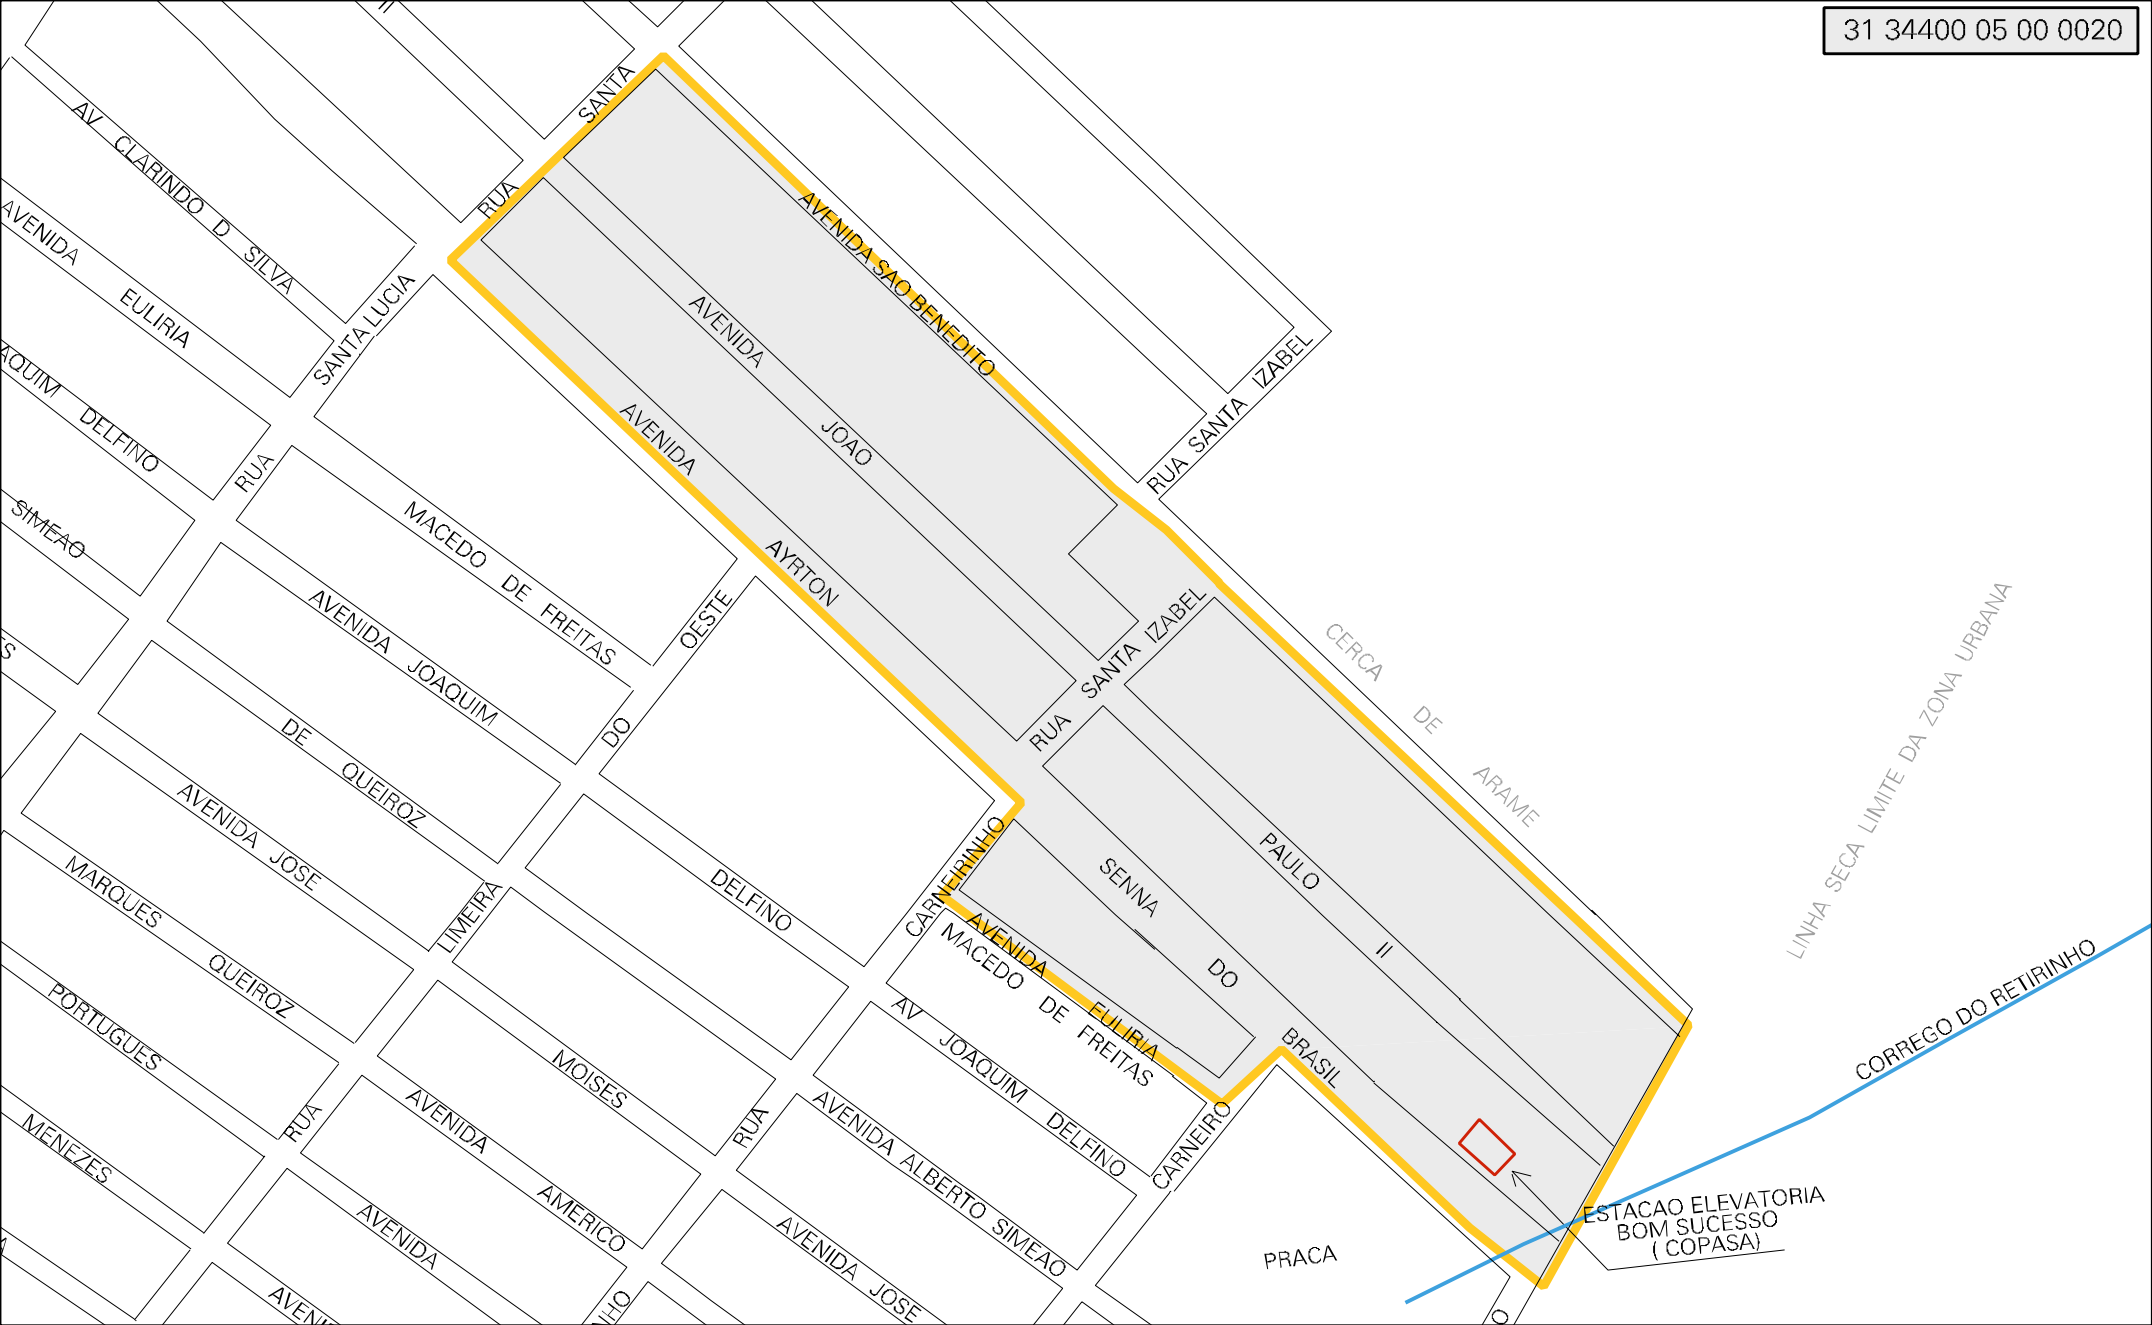 31 34400 05 00 0020
II
SANTA
RUA
AV CLARINDO D SILVA
AVENIDA
EULIRIA
AVENIDA SAO BENEDITO
SANTA LUCIA
RUA
AVENIDA
JOAO
AVENIDA
AYRTON
RUA SANTA IZABEL
AQUIM DELFINO
SIMEAO
S
MACEDO DE FREITAS
AVENIDA JOAQUIM
OESTE
DO
DE QUEIROZ
AVENIDA JOSE
MARQUES
QUEIROZ
LIMEIRA
DELFINO
RUA SANTA IZABEL
CERCA DE ARAME
LINHA SECA LIMITE DA ZONA URBANA
CARNEIRINHO
SENNA
DO
BRASIL
PAULO
II
AVENIDA
EULIRIA
MACEDO DE FREITAS
AV JOAQUIM DELFINO
CORREGO DO RETIRINHO
PORTUGUES
MENEZES
RUA
MOISES
AVENIDA
AMERICO
RUA
AVENIDA ALBERTO SIMEAO
CARNEIRO
AVENIDA
AVENIDA JOSE
PRACA
ESTACAO ELEVATORIA
BOM SUCESSO
( COPASA)
A
AVENI
NHO
O